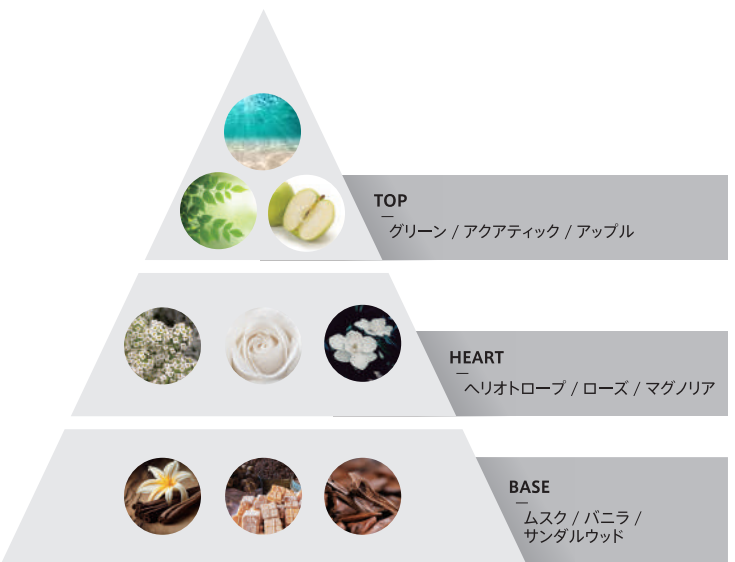 TOP
グリーン / アクアティック / アップル
HEART
ヘリオトロープ / ローズ / マグノリア
BASE
ムスク / バニラ /
サンダルウッド